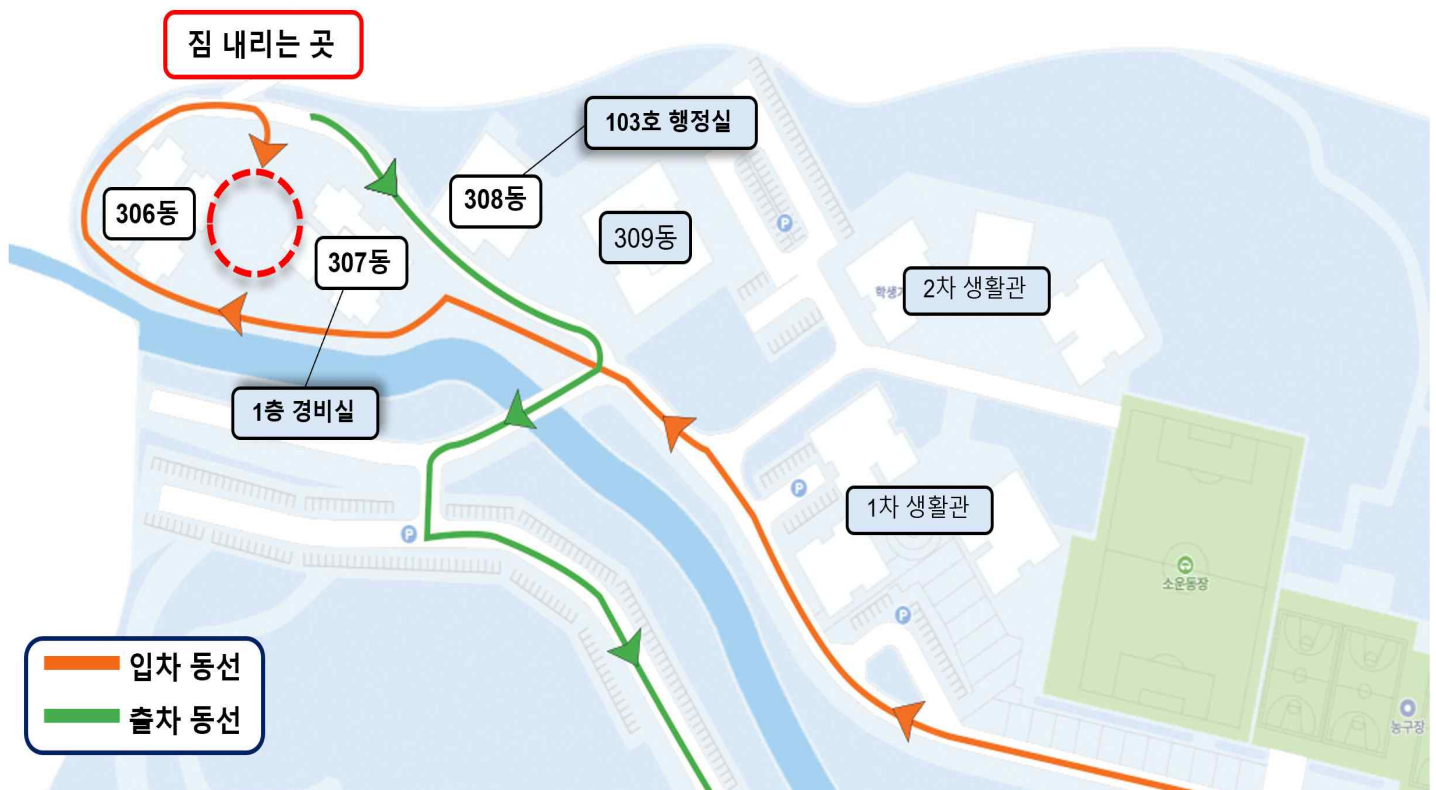 짐 내리는 곳
103호 행정실
306동
308동
307동
309동
P
학생기
2차 생활관
1층 경비실
P
1차 생활관
P
소운동장
P
입차 동선
출차 동선
농구장